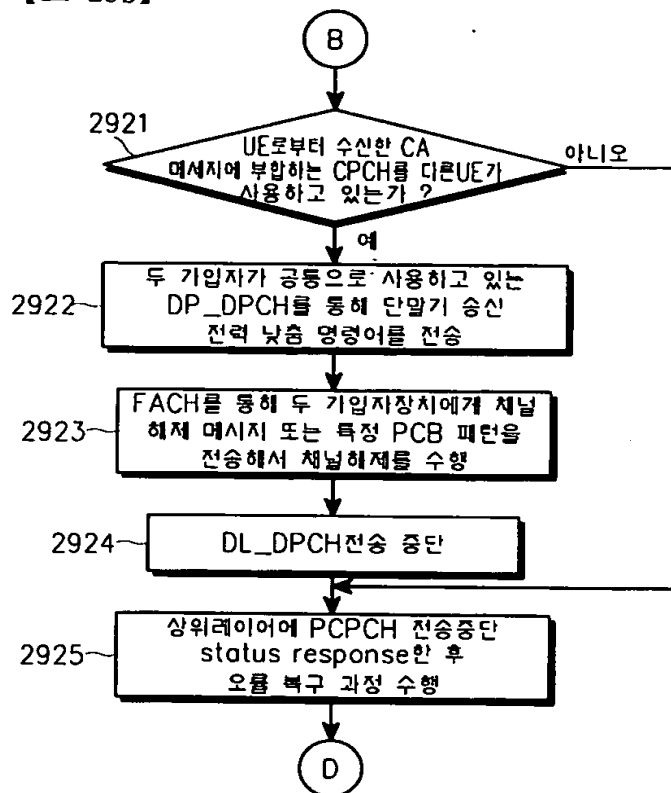 B
2921
UE로부터 수신한 CA
메세지에 부합하는 CPCH를 다른UE가
사용하고 있는가 ?
아니오
예
2922
두 기입자가 공통으로 사용하고 있는
DP_DPCH를 통해 단말기 송신
전력 낮춤 명령어를 전송
2923
FACH를 통해 두 기입자장치에게 채널
해제 메시지 또는 특정 PCB 패턴을
전송해서 채널해제를 수행
2924
DL_DPCH전송 중단
2925
상위레이어에 PCPCH 전송중단
status response한 후
오류 복구 과정 수행
D